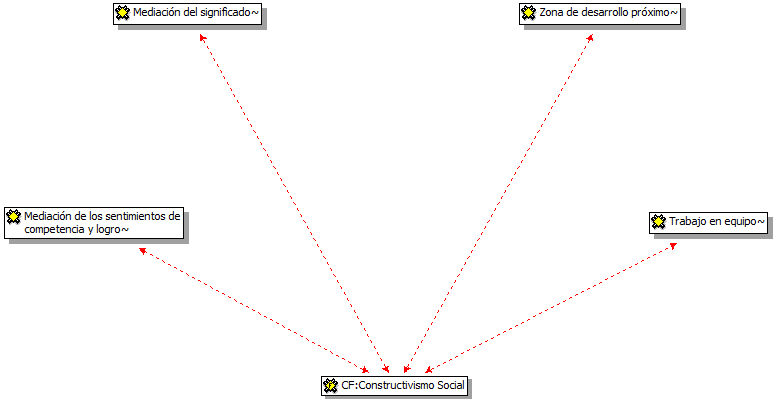 Mediación del significado~
Zona de desarrollo próximo~
Mediación de los sentimientos de
competencia y logro~
Trabajo en equipo~
CF:Constructivismo Social